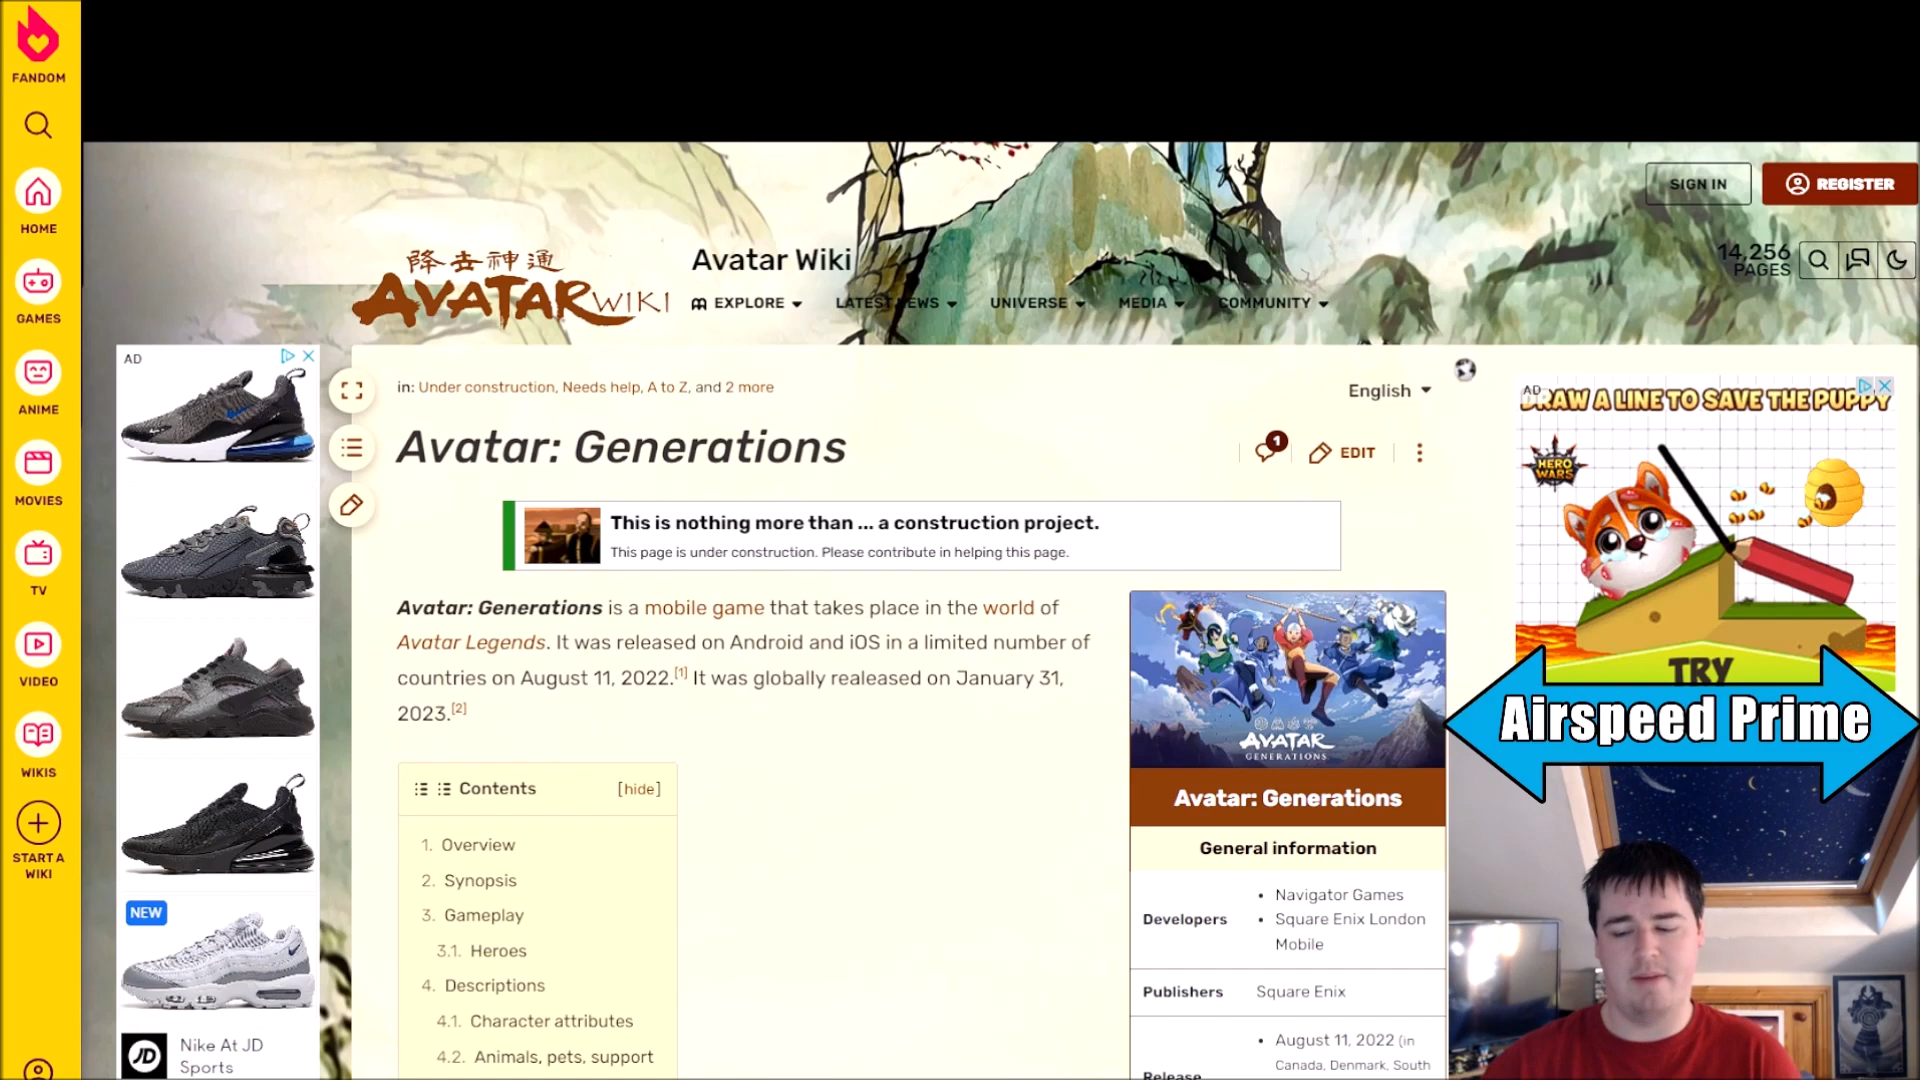 FANDOM
HOME
GAMES
ANIME
MOVIES
TV
VIDEO
WIKIS
START A
WIKI
SIGN IN
REGISTER
降去神通
AVATAR WIKI
Avatar Wiki
14,256
PAGES
EXPLORE
LATEST NEWS
UNIVERSE
MEDIA
COMMUNITY
AD
NEW
JD
Nike At JD
Sports
in: Under construction, Needs help, A to Z, and 2 more
English
Avatar: Generations
1
EDIT
This is nothing more than ... a construction project.
This page is under construction. Please contribute in helping this page.
Avatar: Generations is a mobile game that takes place in the world of
Avatar Legends. It was released on Android and iOS in a limited number of
countries on August 11, 2022.[1] It was globally realeased on January 31,
2023.[2]
Contents [hide]
1. Overview
2. Synopsis
3. Gameplay
3.1. Heroes
4. Descriptions
4.1. Character attributes
4.2. Animals, pets, support
AVATAR
GENERATIONS
Avatar: Generations
General information
Developers
• Navigator Games
• Square Enix London
Mobile
Publishers Square Enix
Release
• August 11, 2022 (in
Canada, Denmark, South
AD
DRAW A LINE TO SAVE THE PUPPY
HERO
WARS
TRY
Airspeed Prime